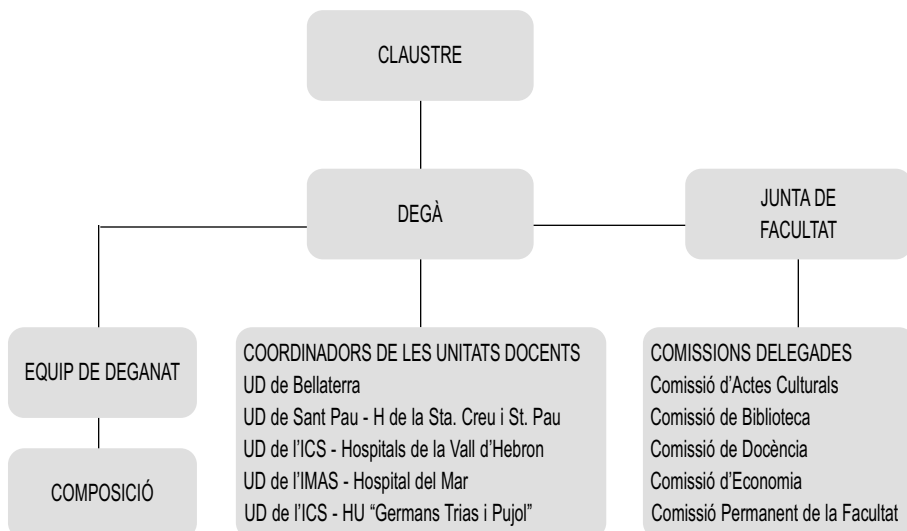 CLAUSTRE
DEGÀ
JUNTA DE
FACULTAT
EQUIP DE DEGANAT
COMPOSICIÓ
COORDINADORS DE LES UNITATS DOCENTS
UD de Bellaterra
UD de Sant Pau - H de la Sta. Creu i St. Pau
UD de l’ICS - Hospitals de la Vall d’Hebron
UD de l’IMAS - Hospital del Mar
UD de l’ICS - HU “Germans Trias i Pujol”
COMISSIONS DELEGADES
Comissió d’Actes Culturals
Comissió de Biblioteca
Comissió de Docència
Comissió d’Economia
Comissió Permanent de la Facultat